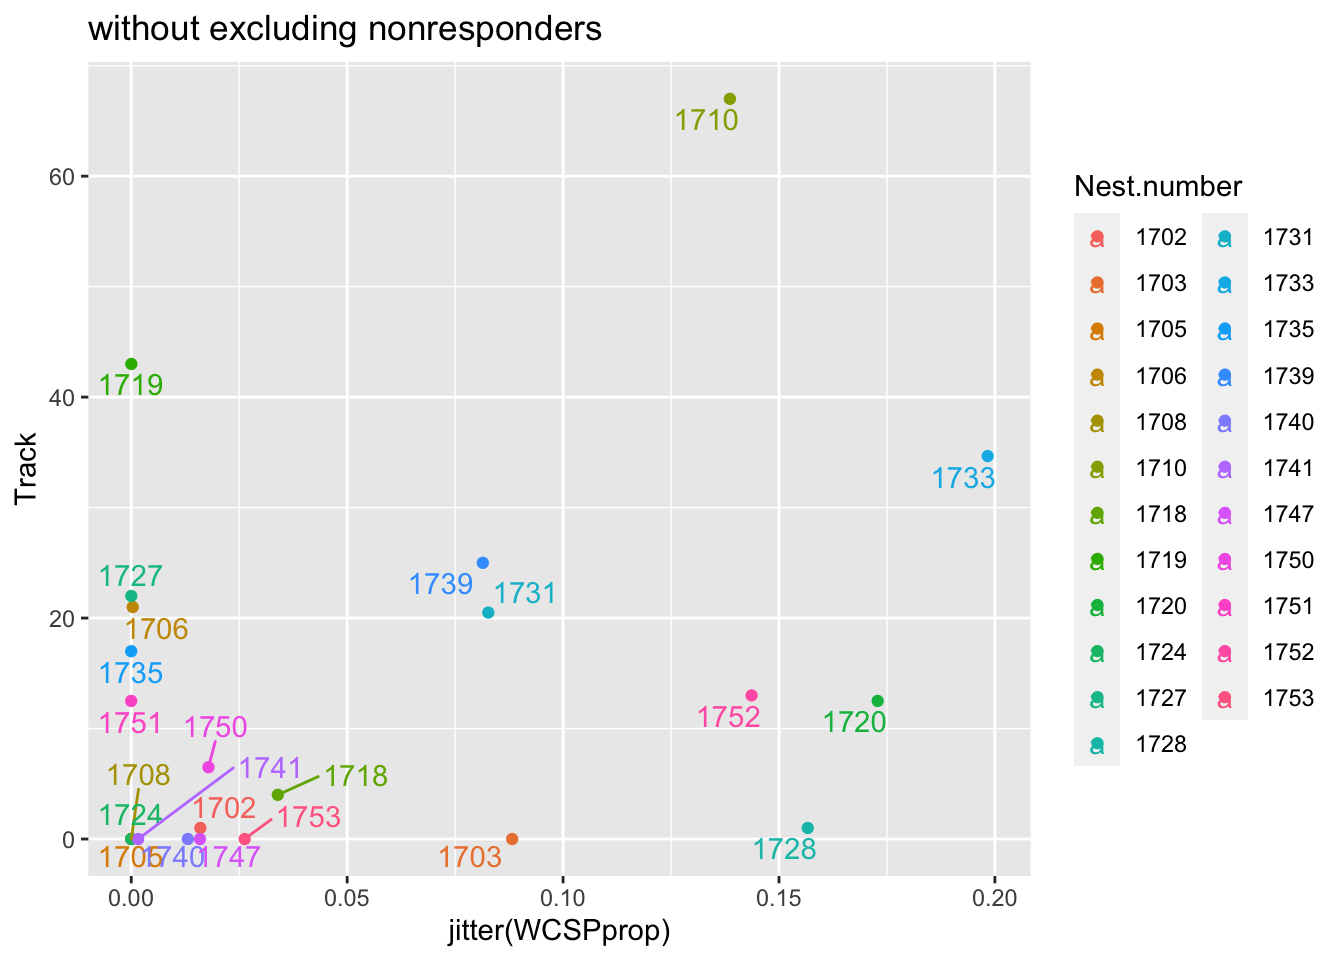 without excluding nonresponders
1710
60
1719
40
1733
1727
1739
1731
20
1706
1735
1751
1750
1752
1720
1708
1741
1718
1724
1702
1753
0
1705
1740
1747
1703
1728
0.00
0.05
0.10
0.15
0.20
jitter(WCSPprop)
Track
Nest.number
a 1702
a 1703
a 1705
a 1706
a 1708
a 1710
a 1718
a 1719
a 1720
a 1724
a 1727
a 1728
a 1731
a 1733
a 1735
a 1739
a 1740
a 1741
a 1747
a 1750
a 1751
a 1752
a 1753